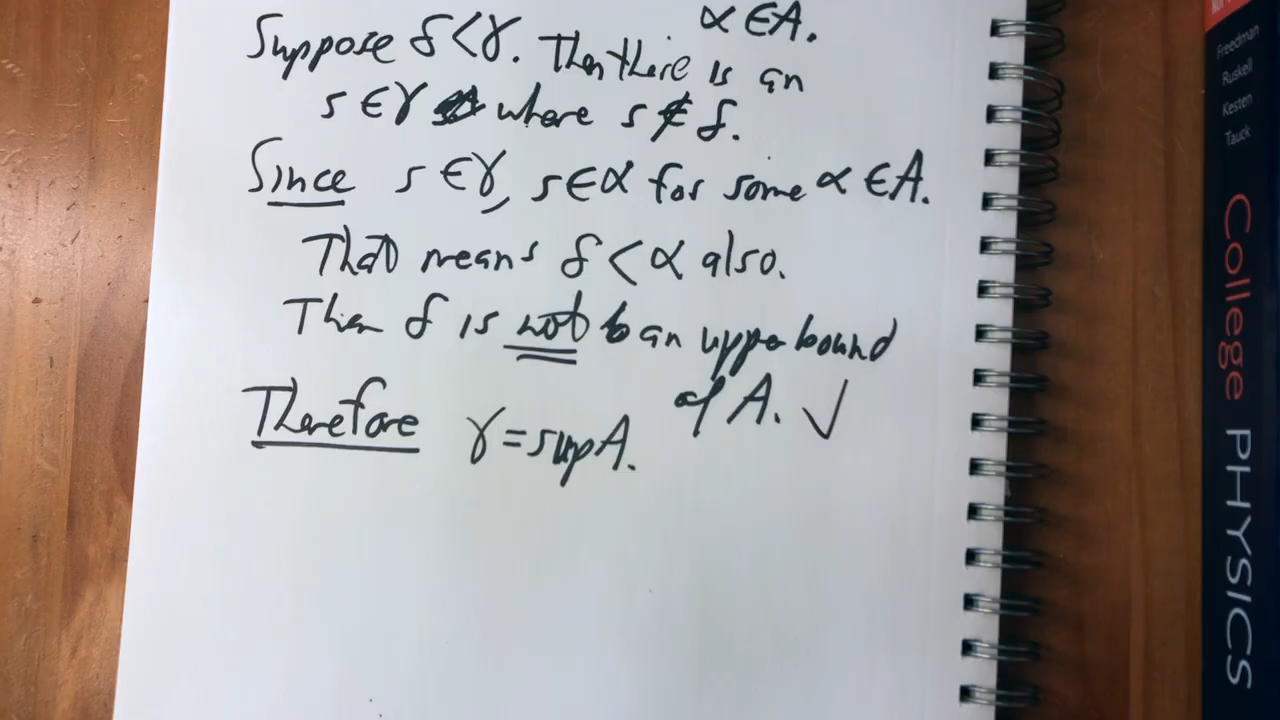 α ∈ A.
Suppose δ < γ. Then there is an
s ∈ γ where s ∉ δ.
Since s ∈ γ, s ∈ α for some α ∈ A.
That means δ < α also.
Then δ is not b an upper bound
of A. ✓
Therefore γ = sup A.
Freedman
Ruskell
Kesten
Tauck
College PHYSICS